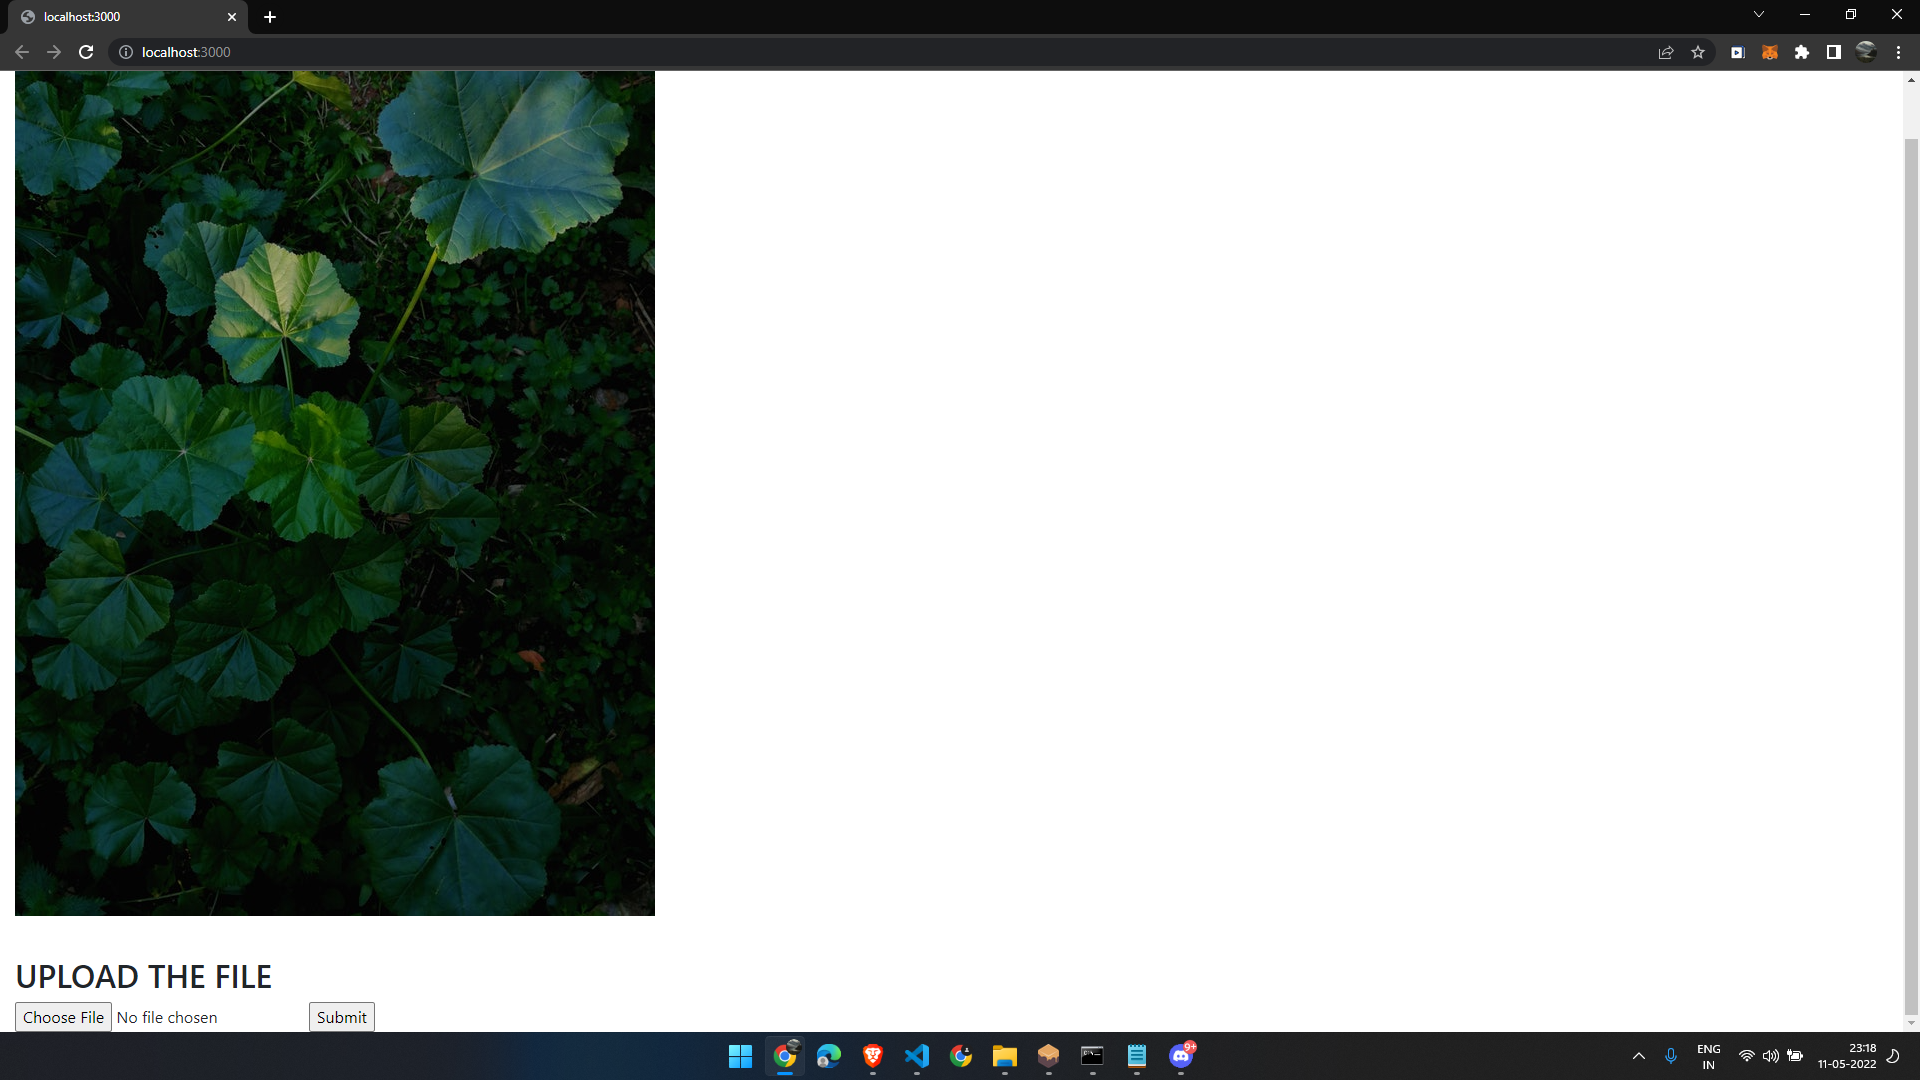 localhost:3000
localhost:3000
UPLOAD THE FILE
Choose File No file chosen Submit
9+
ENG
IN
23:18
11-05-2022